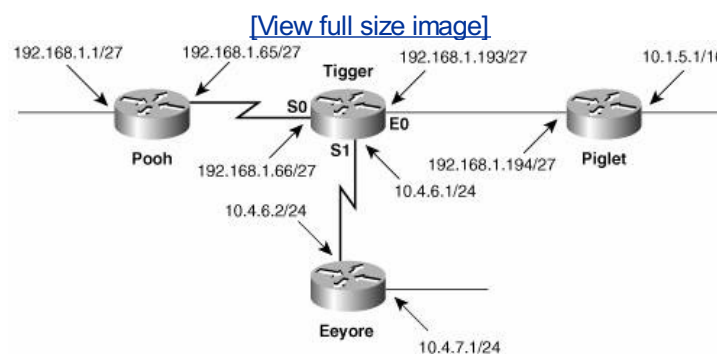 [View full size image]
192.168.1.1/27
192.168.1.65/27
Tigger
192.168.1.193/27
10.1.5.1/16
S0
E0
S1
Pooh
192.168.1.66/27
192.168.1.194/27
Piglet
10.4.6.1/24
10.4.6.2/24
Eeyore
10.4.7.1/24